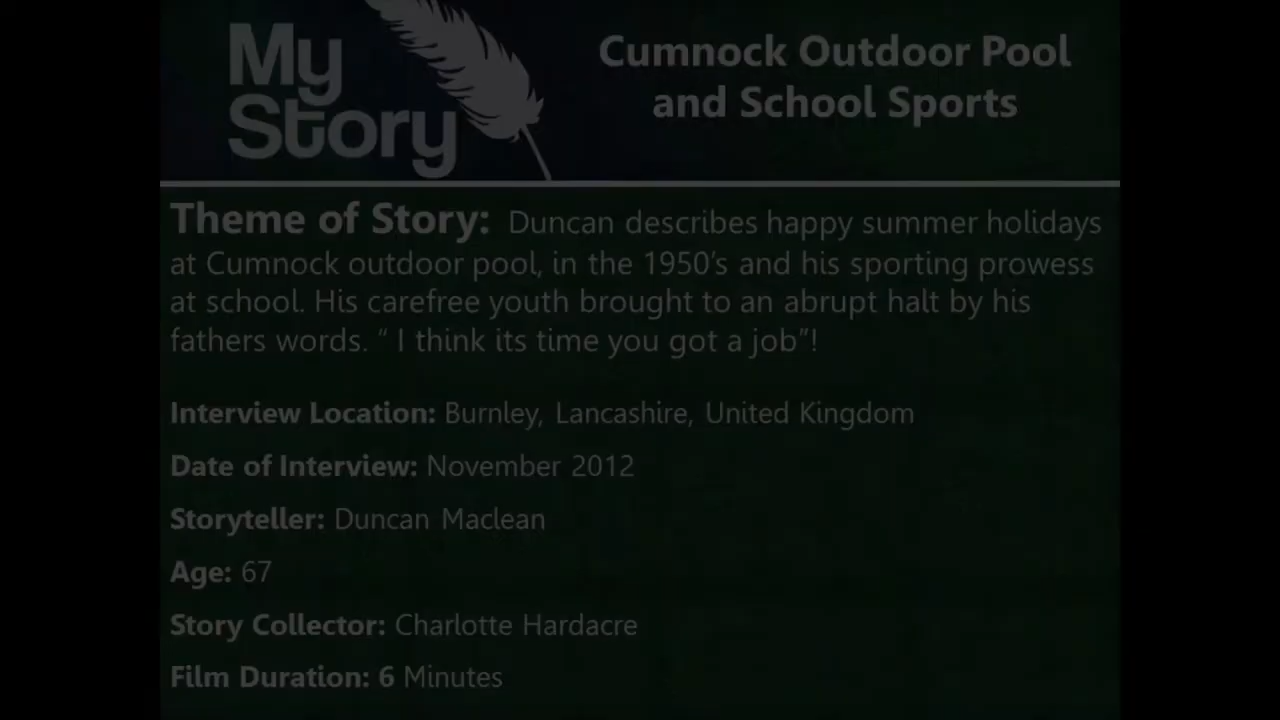 My
Story
Cumnock Outdoor Pool
and School Sports
Theme of Story: Duncan describes happy summer holidays
at Cumnock outdoor pool, in the 1950's and his sporting prowess
at school. His carefree youth brought to an abrupt halt by his
fathers words. “ I think its time you got a job”!
Interview Location: Burnley, Lancashire, United Kingdom
Date of Interview: November 2012
Storyteller: Duncan Maclean
Age: 67
Story Collector: Charlotte Hardacre
Film Duration: 6 Minutes